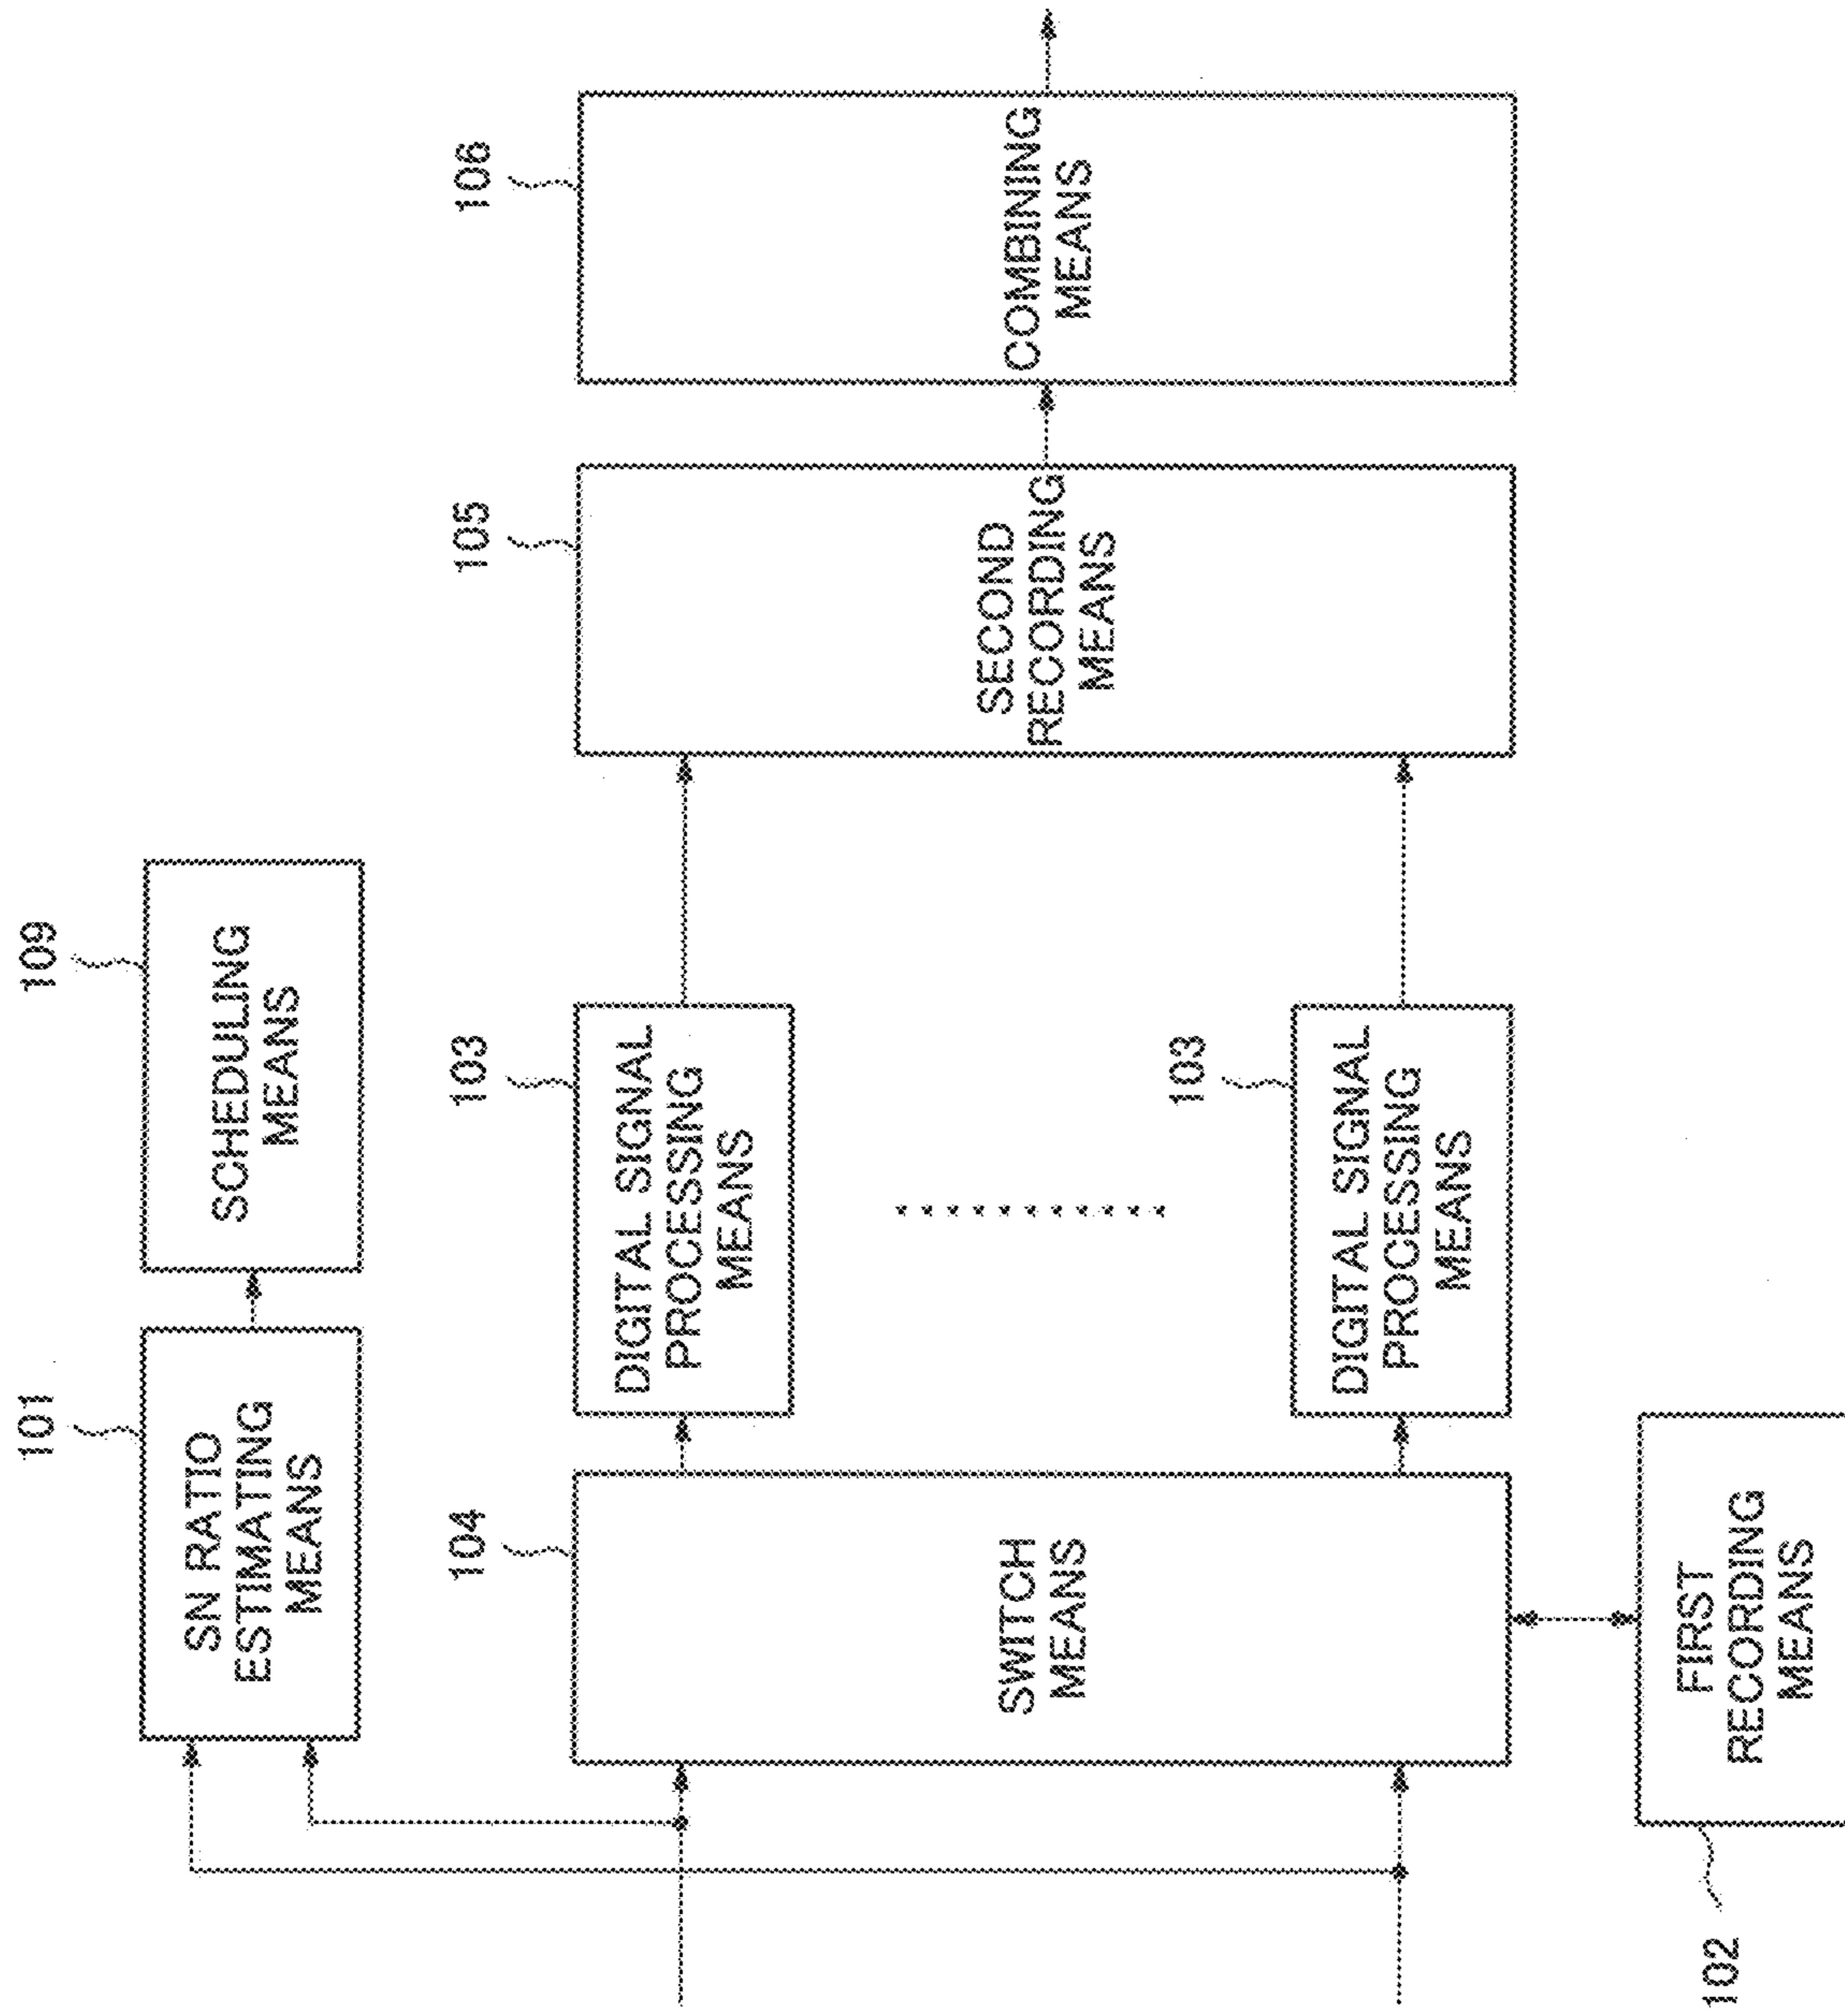 101
SN RATIO
ESTIMATING
MEANS
109
SCHEDULING
MEANS
104
SWITCH
MEANS
103
DIGITAL SIGNAL
PROCESSING
MEANS
103
DIGITAL SIGNAL
PROCESSING
MEANS
105
SECOND
RECORDING
MEANS
106
COMBINING
MEANS
102
FIRST
RECORDING
MEANS